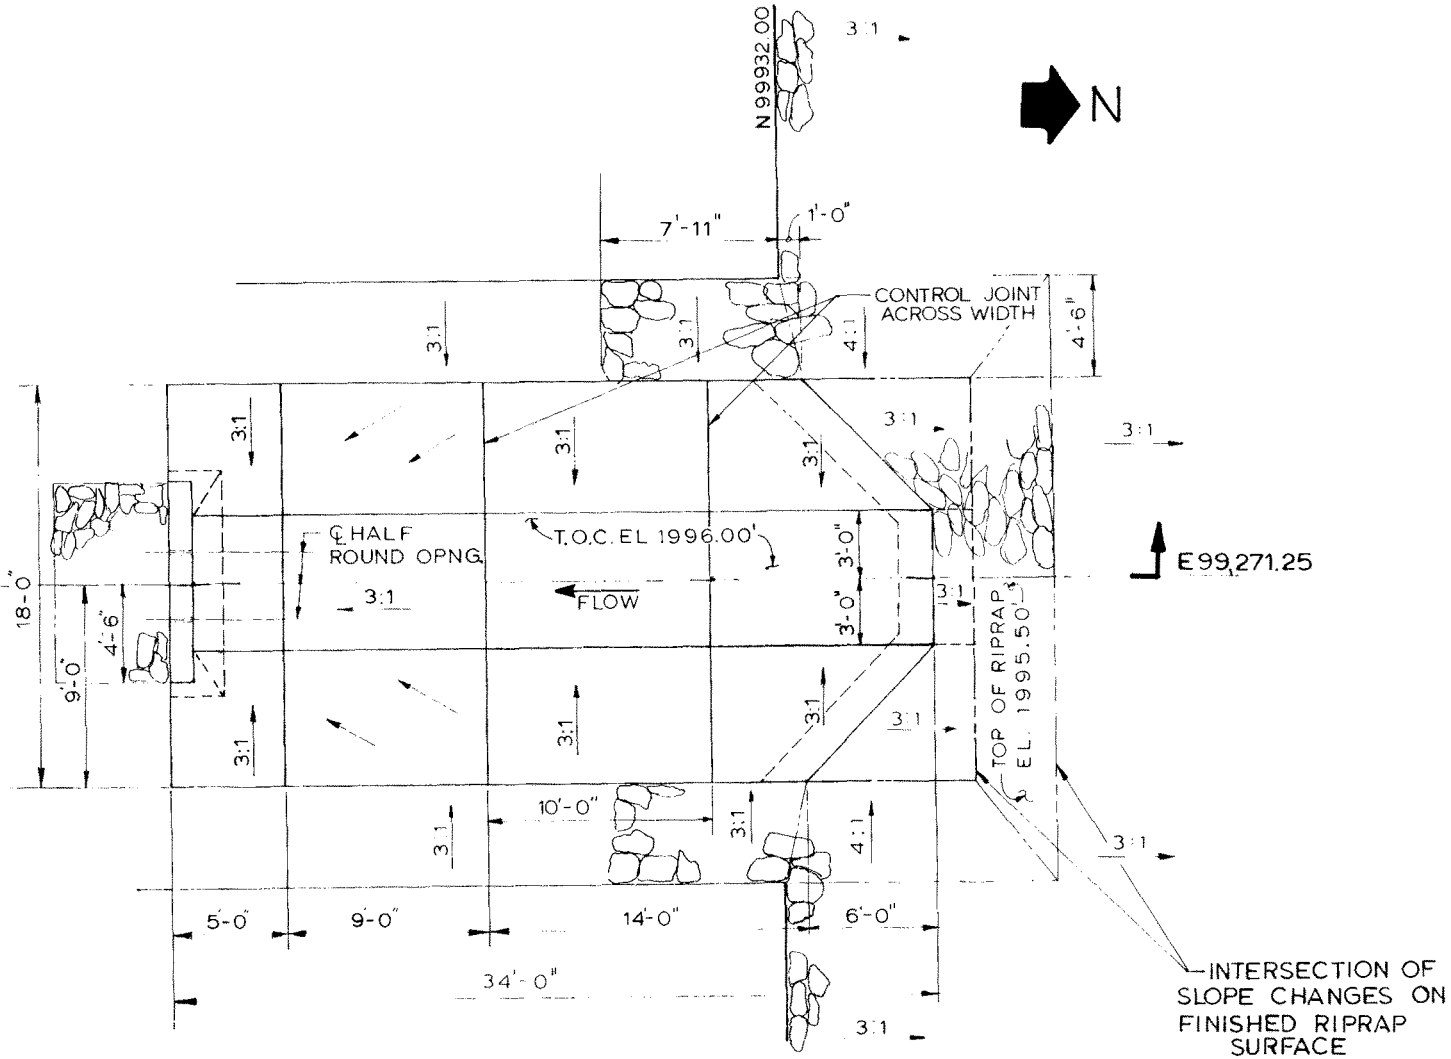 3:1
N 99932.00
N
1'-0"
7'-11"
CONTROL JOINT
ACROSS WIDTH
4'-6"
3:1
3:1
4:1
3:1
3:1
3:1
3:1
3:1
℄ HALF
ROUND OPNG.
T.O.C. EL 1996.00'
3'-0"
E 99,271.25
18'-0"
9'-0"
4'-6"
3:1
FLOW
3'-0"
3:1
TOP OF RIPRAP
EL. 1995.50'
3:1
3:1
3:1
3:1
10'-0"
3:1
3:1
4:1
3:1
5'-0"
9'-0"
14'-0"
6'-0"
34'-0"
INTERSECTION OF
SLOPE CHANGES ON
FINISHED RIPRAP
SURFACE
3:1